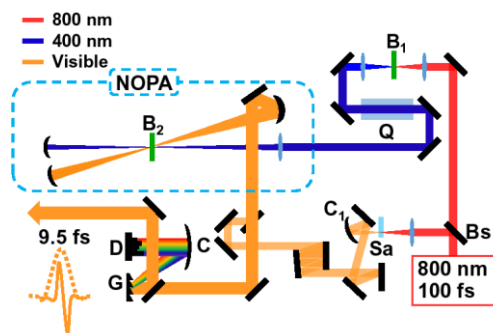 800 nm
400 nm
Visible
NOPA
B1
B2
Q
C1
Sa
Bs
800 nm
100 fs
9.5 fs
D
C
G